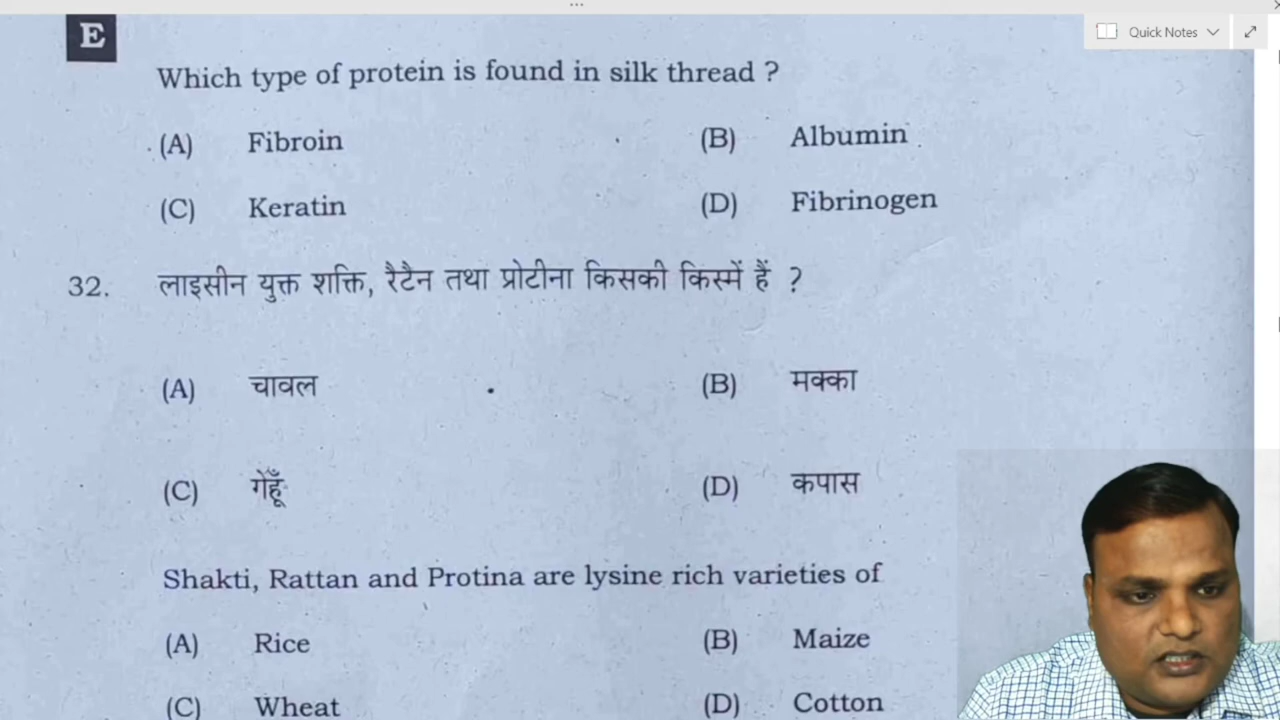 ...
Quick Notes
E
Which type of protein is found in silk thread ?
(A) Fibroin (B) Albumin
(C) Keratin (D) Fibrinogen
32. लाइसीन युक्त शक्ति, रैटैन तथा प्रोटीना किसकी किस्में हैं ?
(A) चावल (B) मक्का
(C) गेहूँ (D) कपास
Shakti, Rattan and Protina are lysine rich varieties of
(A) Rice (B) Maize
(C) Wheat (D) Cotton